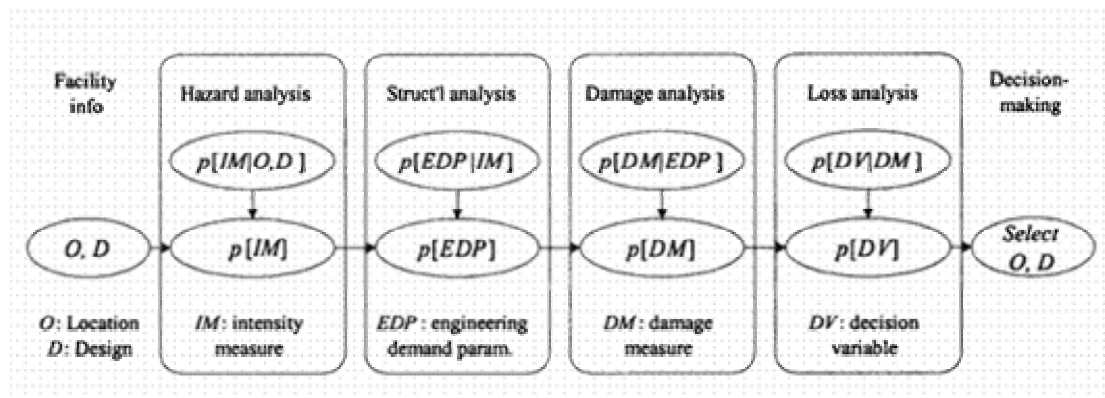 Facility
info
Hazard analysis
Struct'l analysis
Damage analysis
Loss analysis
Decision-
making
p[IM|O,D ]
p[EDP |IM]
p[DM|EDP ]
p[DV|DM]
O, D
p[IM]
p[EDP]
p[DM]
p[DV]
Select
O, D
O: Location
D: Design
IM: intensity
measure
EDP : engineering
demand param.
DM : damage
measure
DV: decision
variable